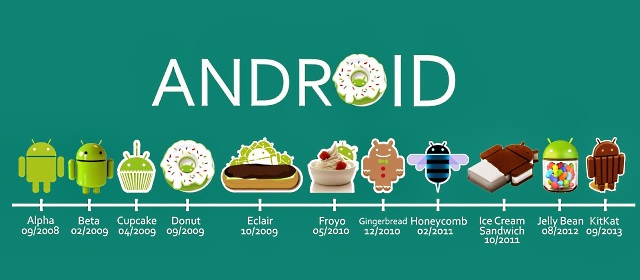 ANDROID
Alpha
09/2008
Beta
02/2009
Cupcake
04/2009
Donut
09/2009
Eclair
10/2009
Froyo
05/2010
Gingerbread
12/2010
Honeycomb
02/2011
Ice Cream
Sandwich
10/2011
Jelly Bean
08/2012
KitKat
09/2013